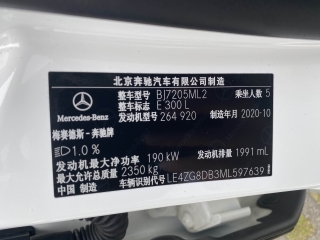 北京奔驰汽车有限公司制造
整车型号 BJ7205ML2 乘坐人数 5
整车标志 E 300 L
发动机型号 264 920 制造年月 2020-10
Mercedes-Benz
梅赛德斯-奔驰牌
1.0 %
发动机最大净功率 190 kW 发动机排量 1991 mL
最大允许总质量 2350 kg
中国 制造 车辆识别代号 LE4ZG8DB3ML597639